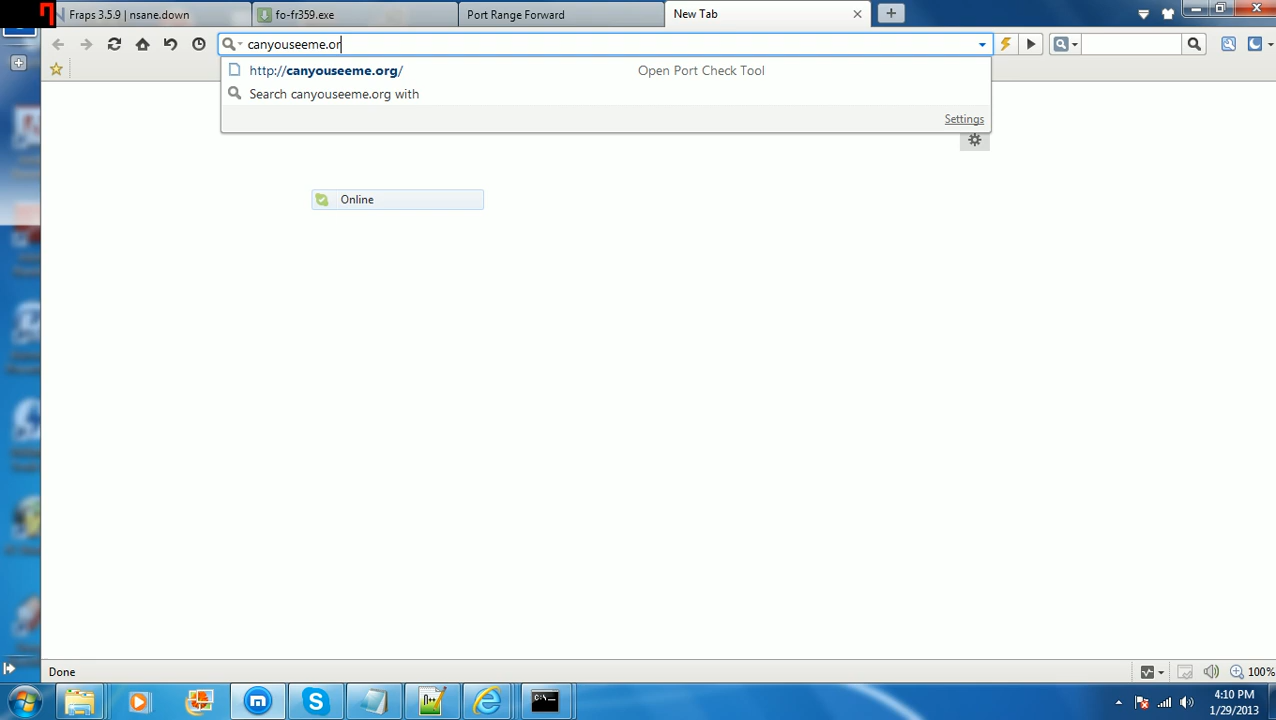 Fraps 3.5.9 | nsane.down
fo-fr359.exe
Port Range Forward
New Tab
canyouseeme.or
http://canyouseeme.org/
Open Port Check Tool
Search canyouseeme.org with
Settings
Online
Done
100%
4:10 PM
1/29/2013